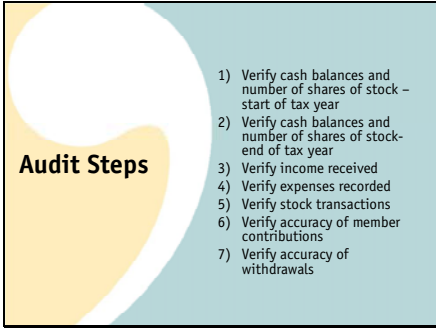 Audit Steps
1) Verify cash balances and
number of shares of stock –
start of tax year
2) Verify cash balances and
number of shares of stock-
end of tax year
3) Verify income received
4) Verify expenses recorded
5) Verify stock transactions
6) Verify accuracy of member
contributions
7) Verify accuracy of
withdrawals